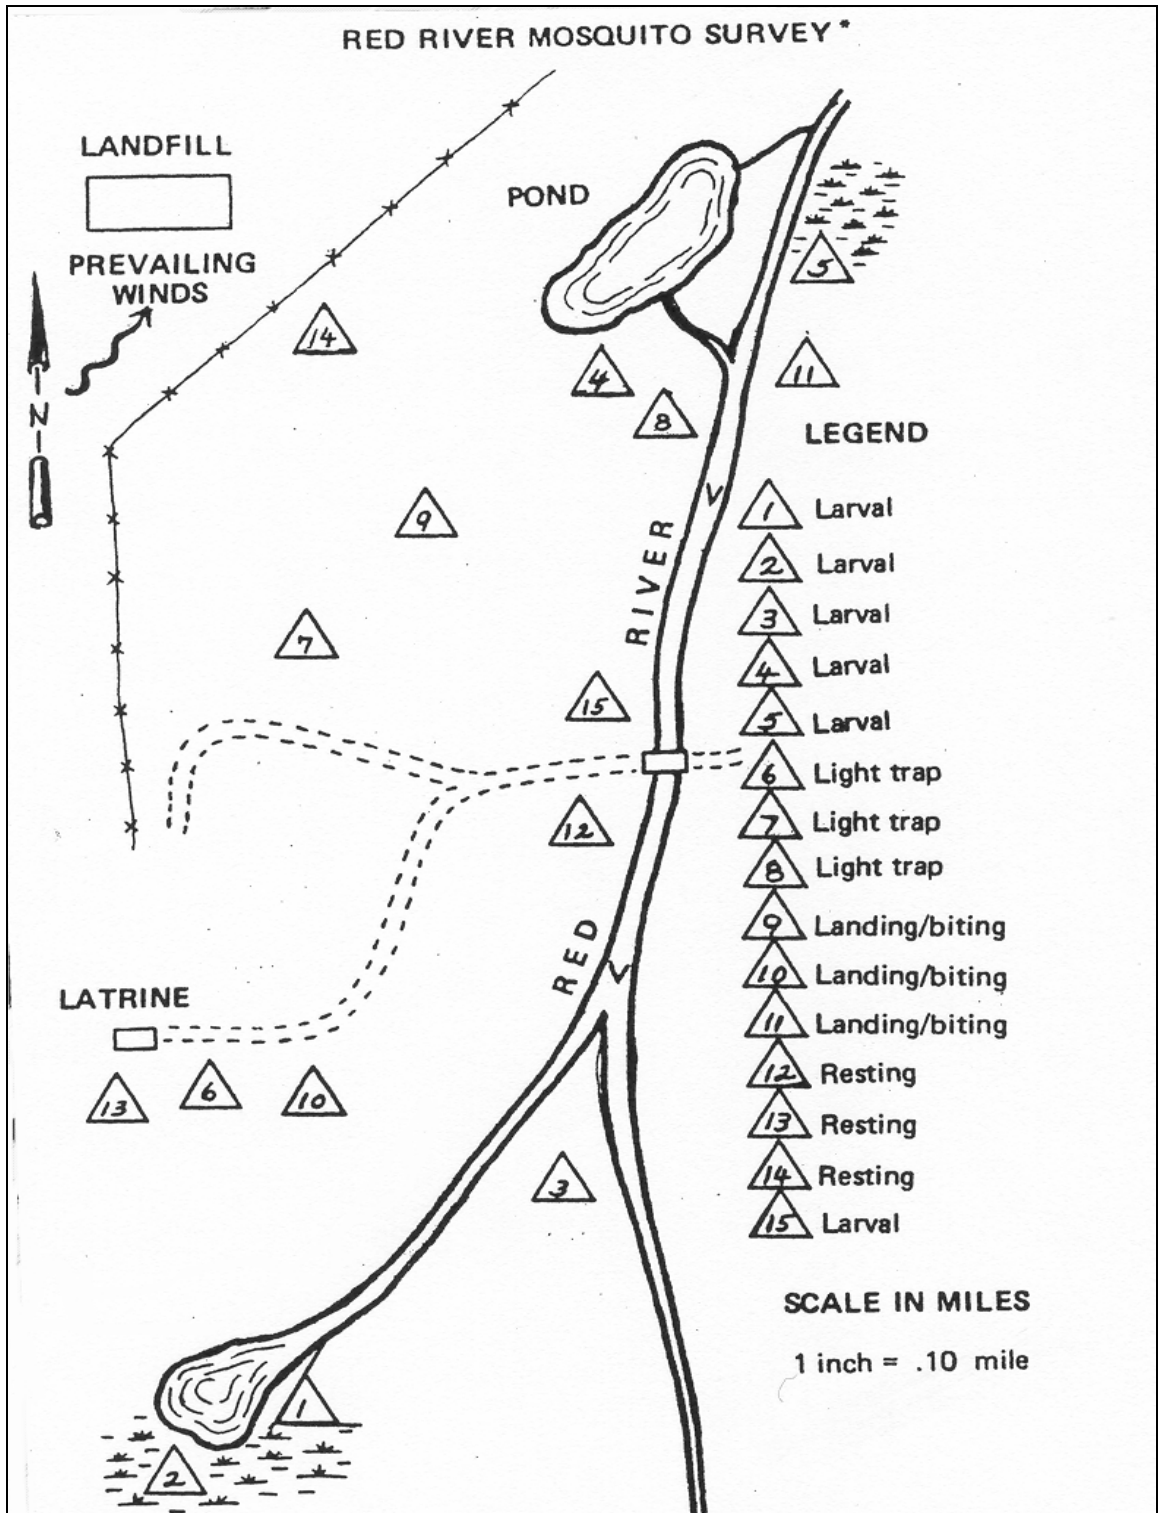 RED RIVER MOSQUITO SURVEY*
LANDFILL
POND
PREVAILING
WINDS
5
14
N
4
11
8
LEGEND
9
RIVER
7
15
12
RED
LATRINE
13
6
10
3
1
2
1 Larval
2 Larval
3 Larval
4 Larval
5 Larval
6 Light trap
7 Light trap
8 Light trap
9 Landing/biting
10 Landing/biting
11 Landing/biting
12 Resting
13 Resting
14 Resting
15 Larval
SCALE IN MILES
1 inch = .10 mile